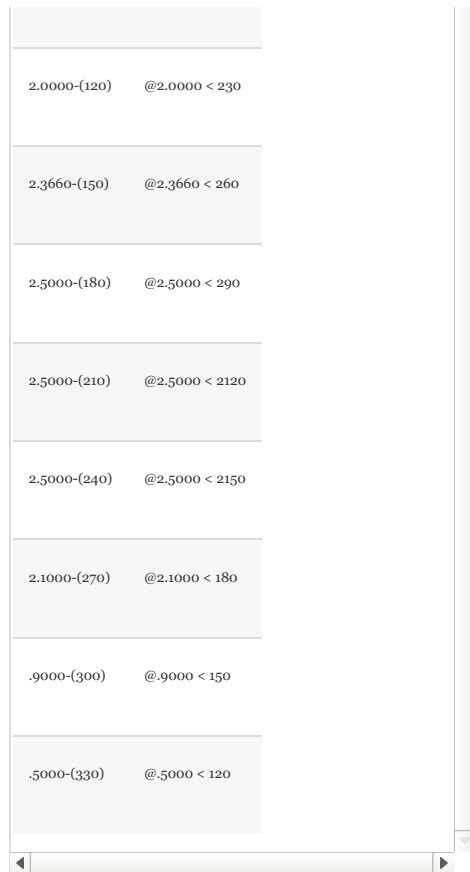 2.0000-(120) @2.0000 < 230
2.3660-(150) @2.3660 < 260
2.5000-(180) @2.5000 < 290
2.5000-(210) @2.5000 < 2120
2.5000-(240) @2.5000 < 2150
2.1000-(270) @2.1000 < 180
.9000-(300) @.9000 < 150
.5000-(330) @.5000 < 120